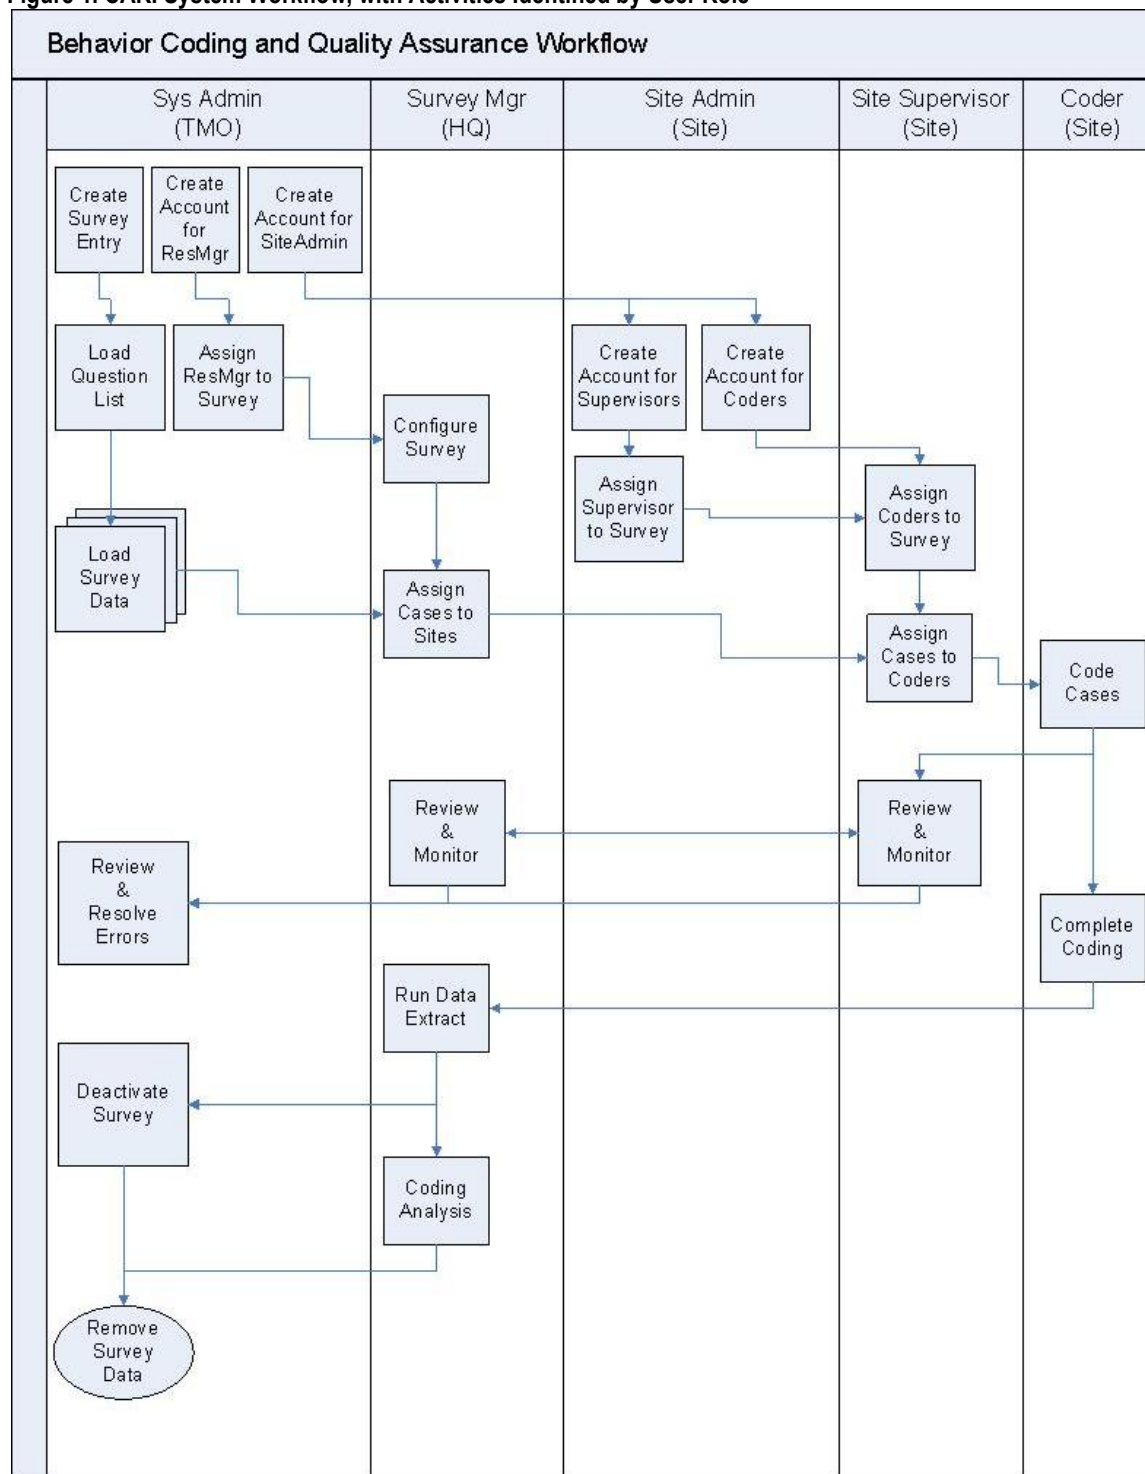 Figure 1. CARI System Workflow, with Activities Identified by User Role
Behavior Coding and Quality Assurance Workflow
Sys Admin
(TMO)
Survey Mgr
(HQ)
Site Admin
(Site)
Site Supervisor
(Site)
Coder
(Site)
Create
Survey
Entry
Create
Account
for
ResMgr
Create
Account for
SiteAdmin
Load
Question
List
Assign
ResMgr to
Survey
Create
Account for
Supervisors
Create
Account for
Coders
Configure
Survey
Assign
Supervisor
to Survey
Assign
Coders to
Survey
Load
Survey
Data
Assign
Cases to
Sites
Assign
Cases to
Coders
Code
Cases
Review
&
Monitor
Review
&
Monitor
Review
&
Resolve
Errors
Complete
Coding
Run Data
Extract
Deactivate
Survey
Coding
Analysis
Remove
Survey
Data